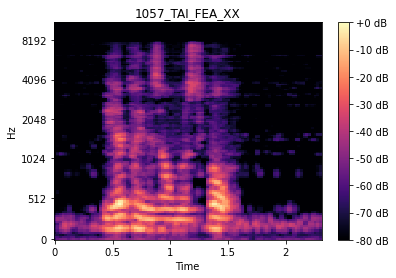 1057_TAI_FEA_XX
+0 dB
8192
-10 dB
4096
-20 dB
-30 dB
2048
Hz
-40 dB
1024
-50 dB
512
-60 dB
-70 dB
0
-80 dB
0
0.5
1
1.5
2
Time